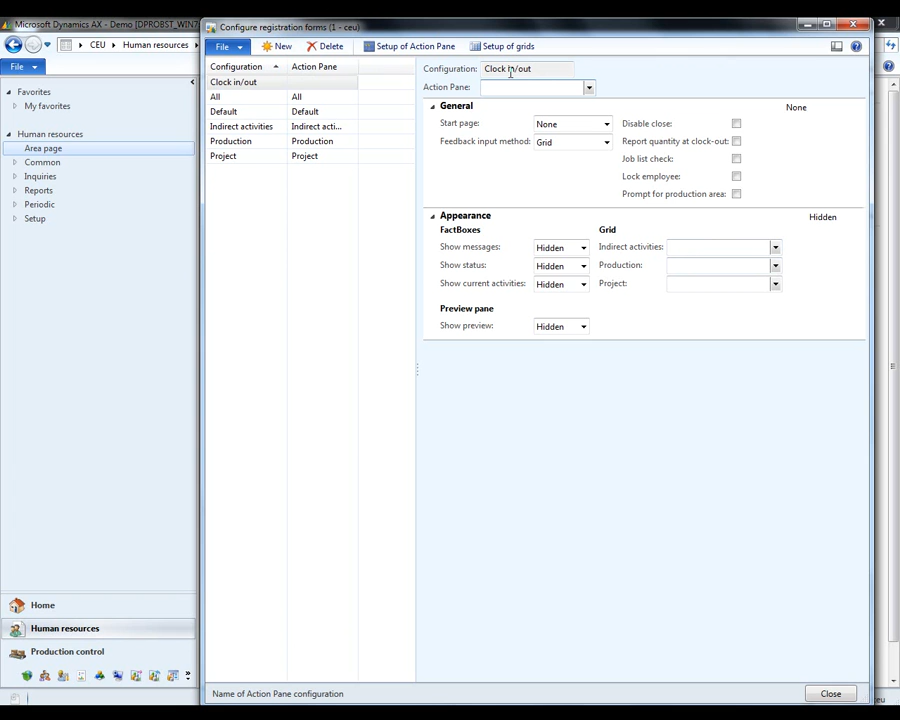 Microsoft Dynamics AX - Demo [DPROBST_WIN7
Configure registration forms (1 - ceu)
CEU
Human resources
File
New
Delete
Setup of Action Pane
Setup of grids
File
Favorites
My favorites
Human resources
Area page
Common
Inquiries
Reports
Periodic
Setup
Configuration
Action Pane
Clock in/out
All
All
Default
Default
Indirect activities
Indirect acti...
Production
Production
Project
Project
Configuration: Clock in/out
Action Pane:
General
None
Start page: None
Disable close:
Feedback input method: Grid
Report quantity at clock-out:
Job list check:
Lock employee:
Prompt for production area:
Appearance
Hidden
FactBoxes
Grid
Show messages: Hidden
Indirect activities:
Show status: Hidden
Production:
Show current activities: Hidden
Project:
Preview pane
Show preview: Hidden
Home
Human resources
Production control
Name of Action Pane configuration
Close